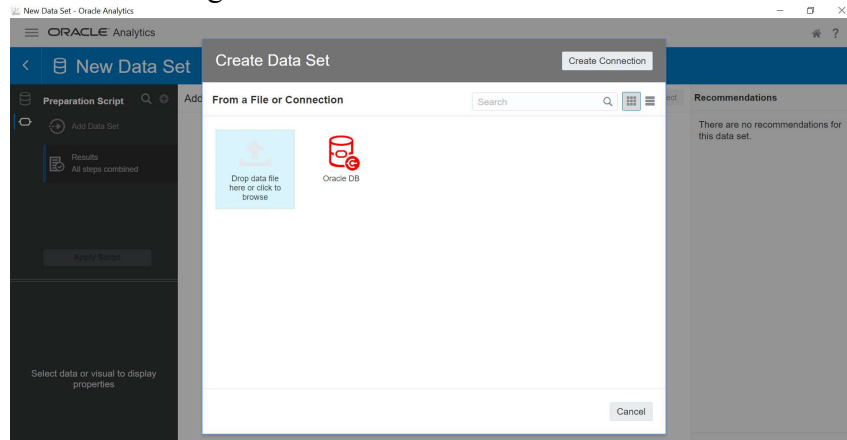 New Data Set - Oracle Analytics
ORACLE Analytics
?
New Data Set
Create Data Set
Create Connection
Preparation Script
Add
From a File or Connection
Search
Recommendations
Add Data Set
There are no recommendations for
this data set.
Results
All steps combined
Drop data file
here or click to
browse
Oracle DB
Apply Script
Select data or visual to display
properties
Cancel